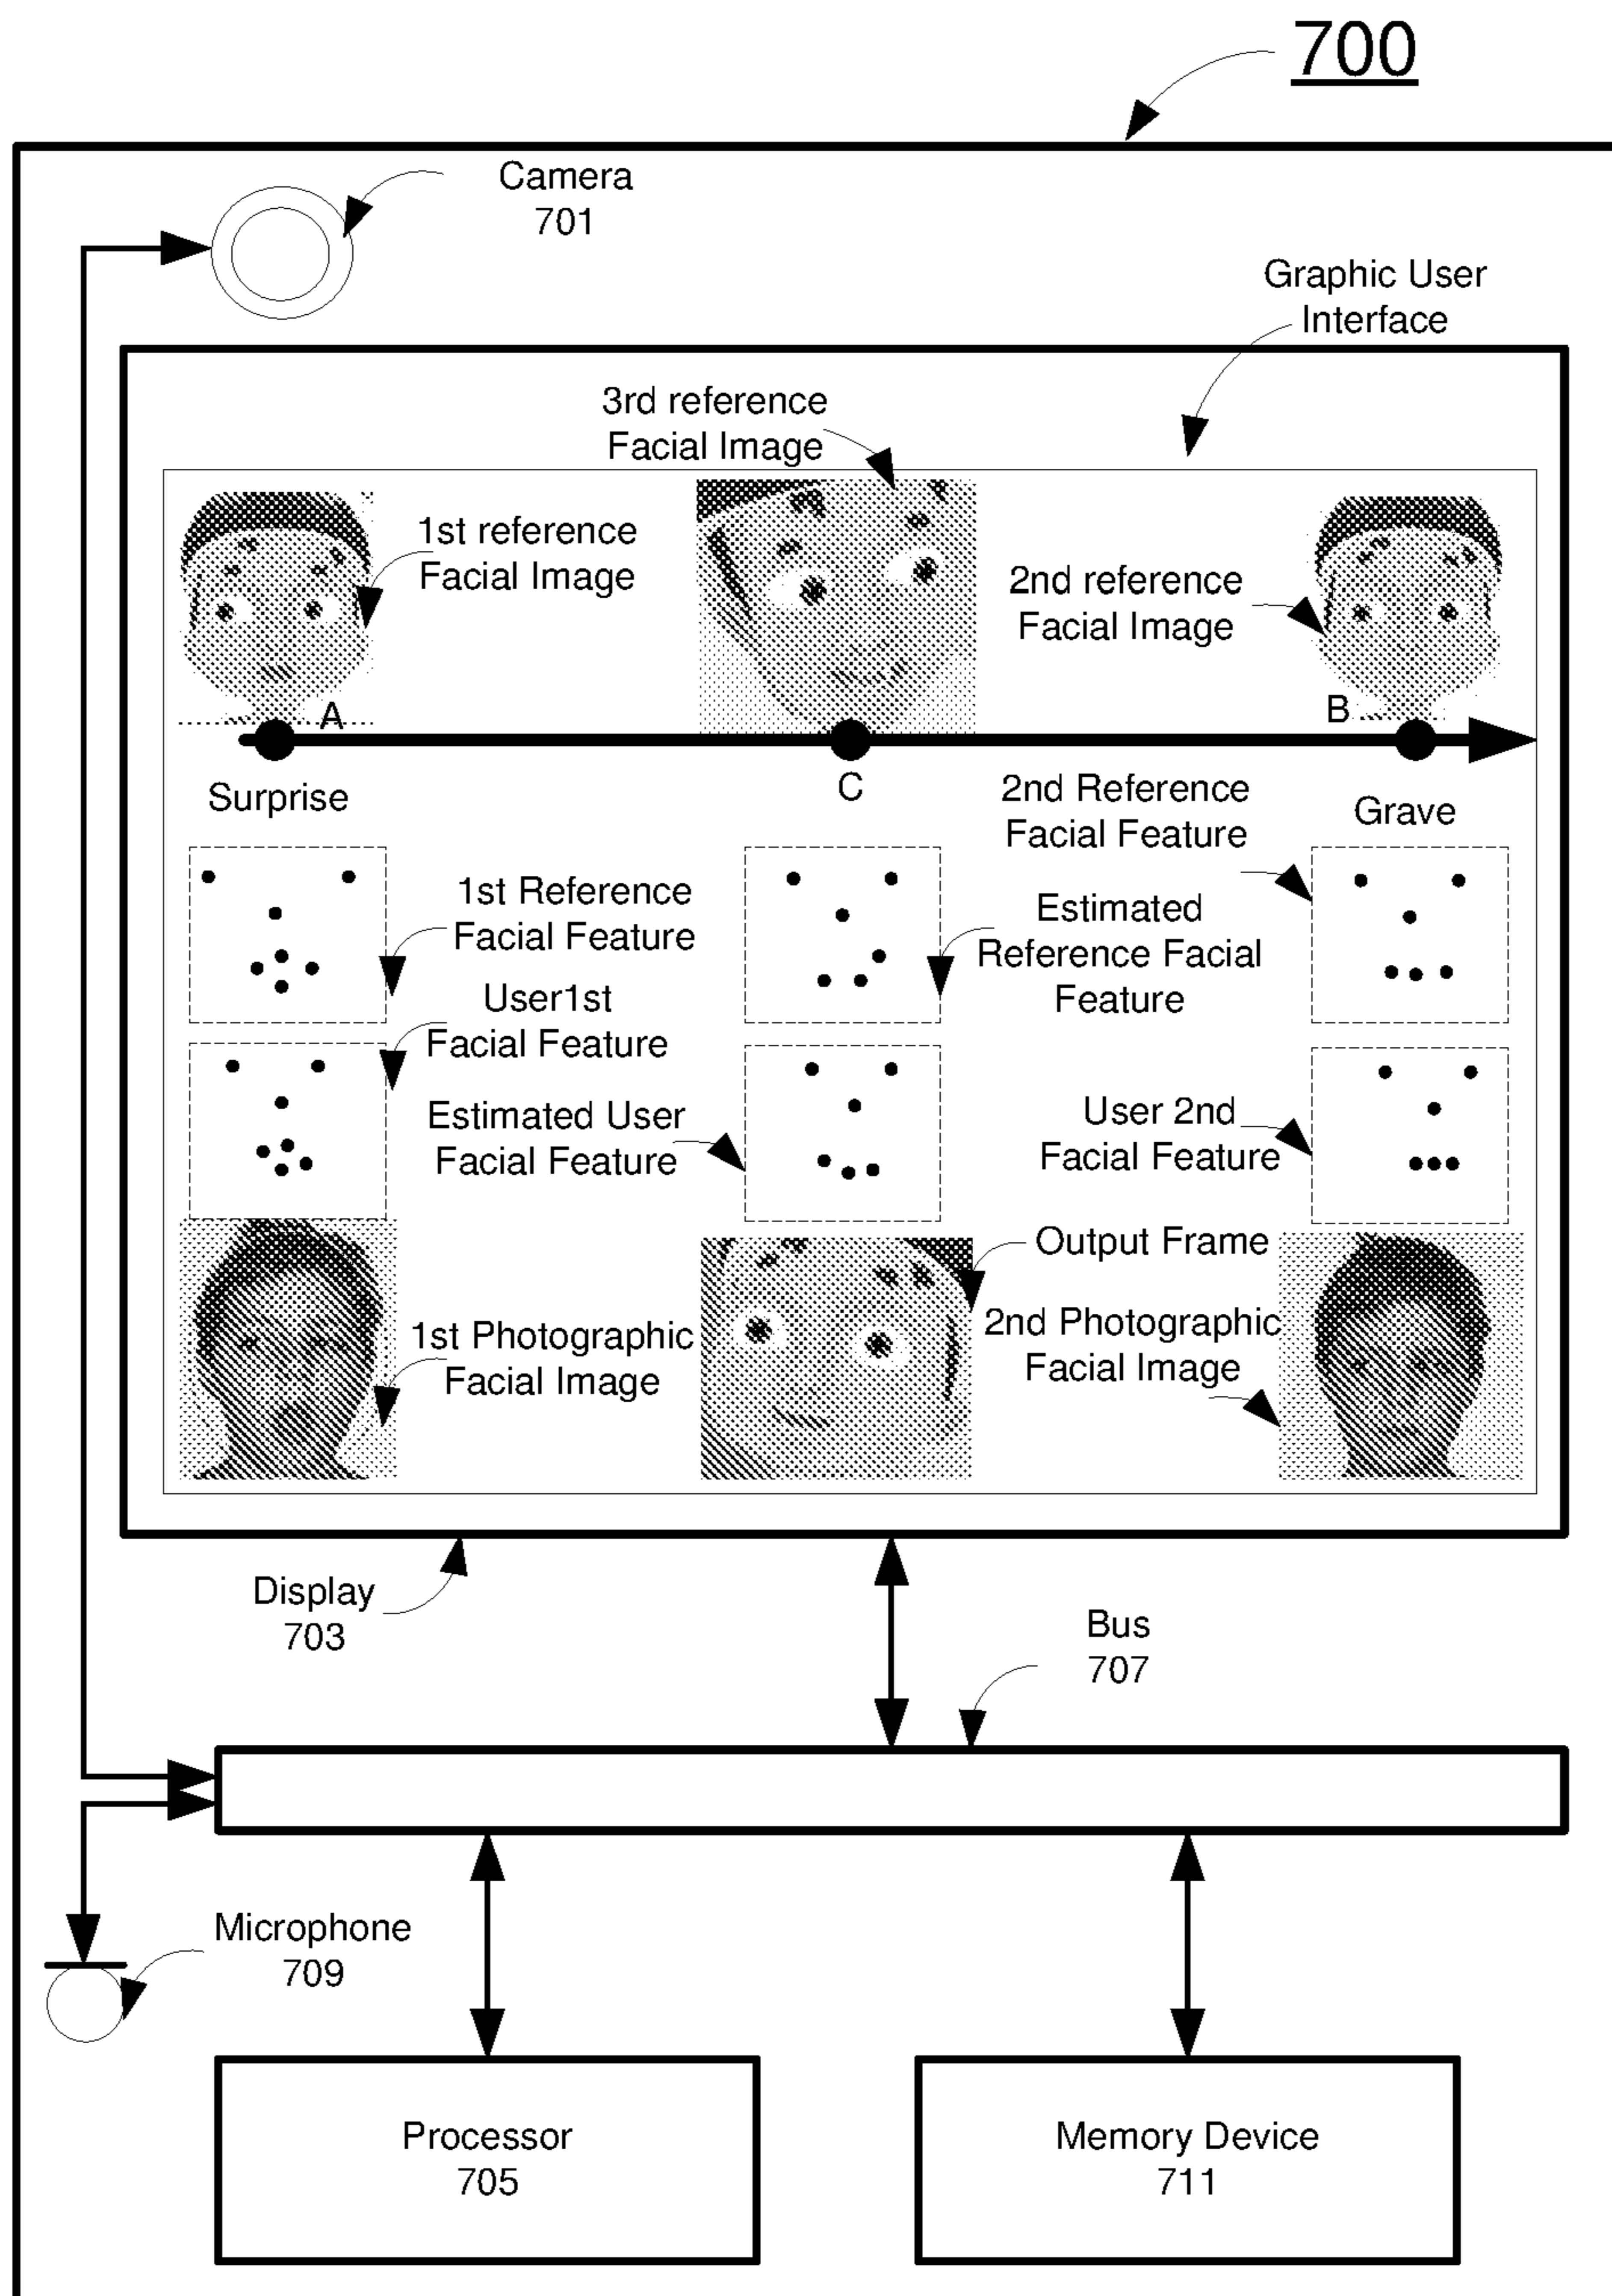 700
Camera
701
Graphic User
Interface
3rd reference
Facial Image
1st reference
Facial Image
2nd reference
Facial Image
A
B
C
Surprise
Grave
2nd Reference
Facial Feature
1st Reference
Facial Feature
Estimated
Reference Facial
Feature
User1st
Facial Feature
Estimated User
Facial Feature
User 2nd
Facial Feature
Output Frame
1st Photographic
Facial Image
2nd Photographic
Facial Image
Display
703
Bus
707
Microphone
709
Processor
705
Memory Device
711